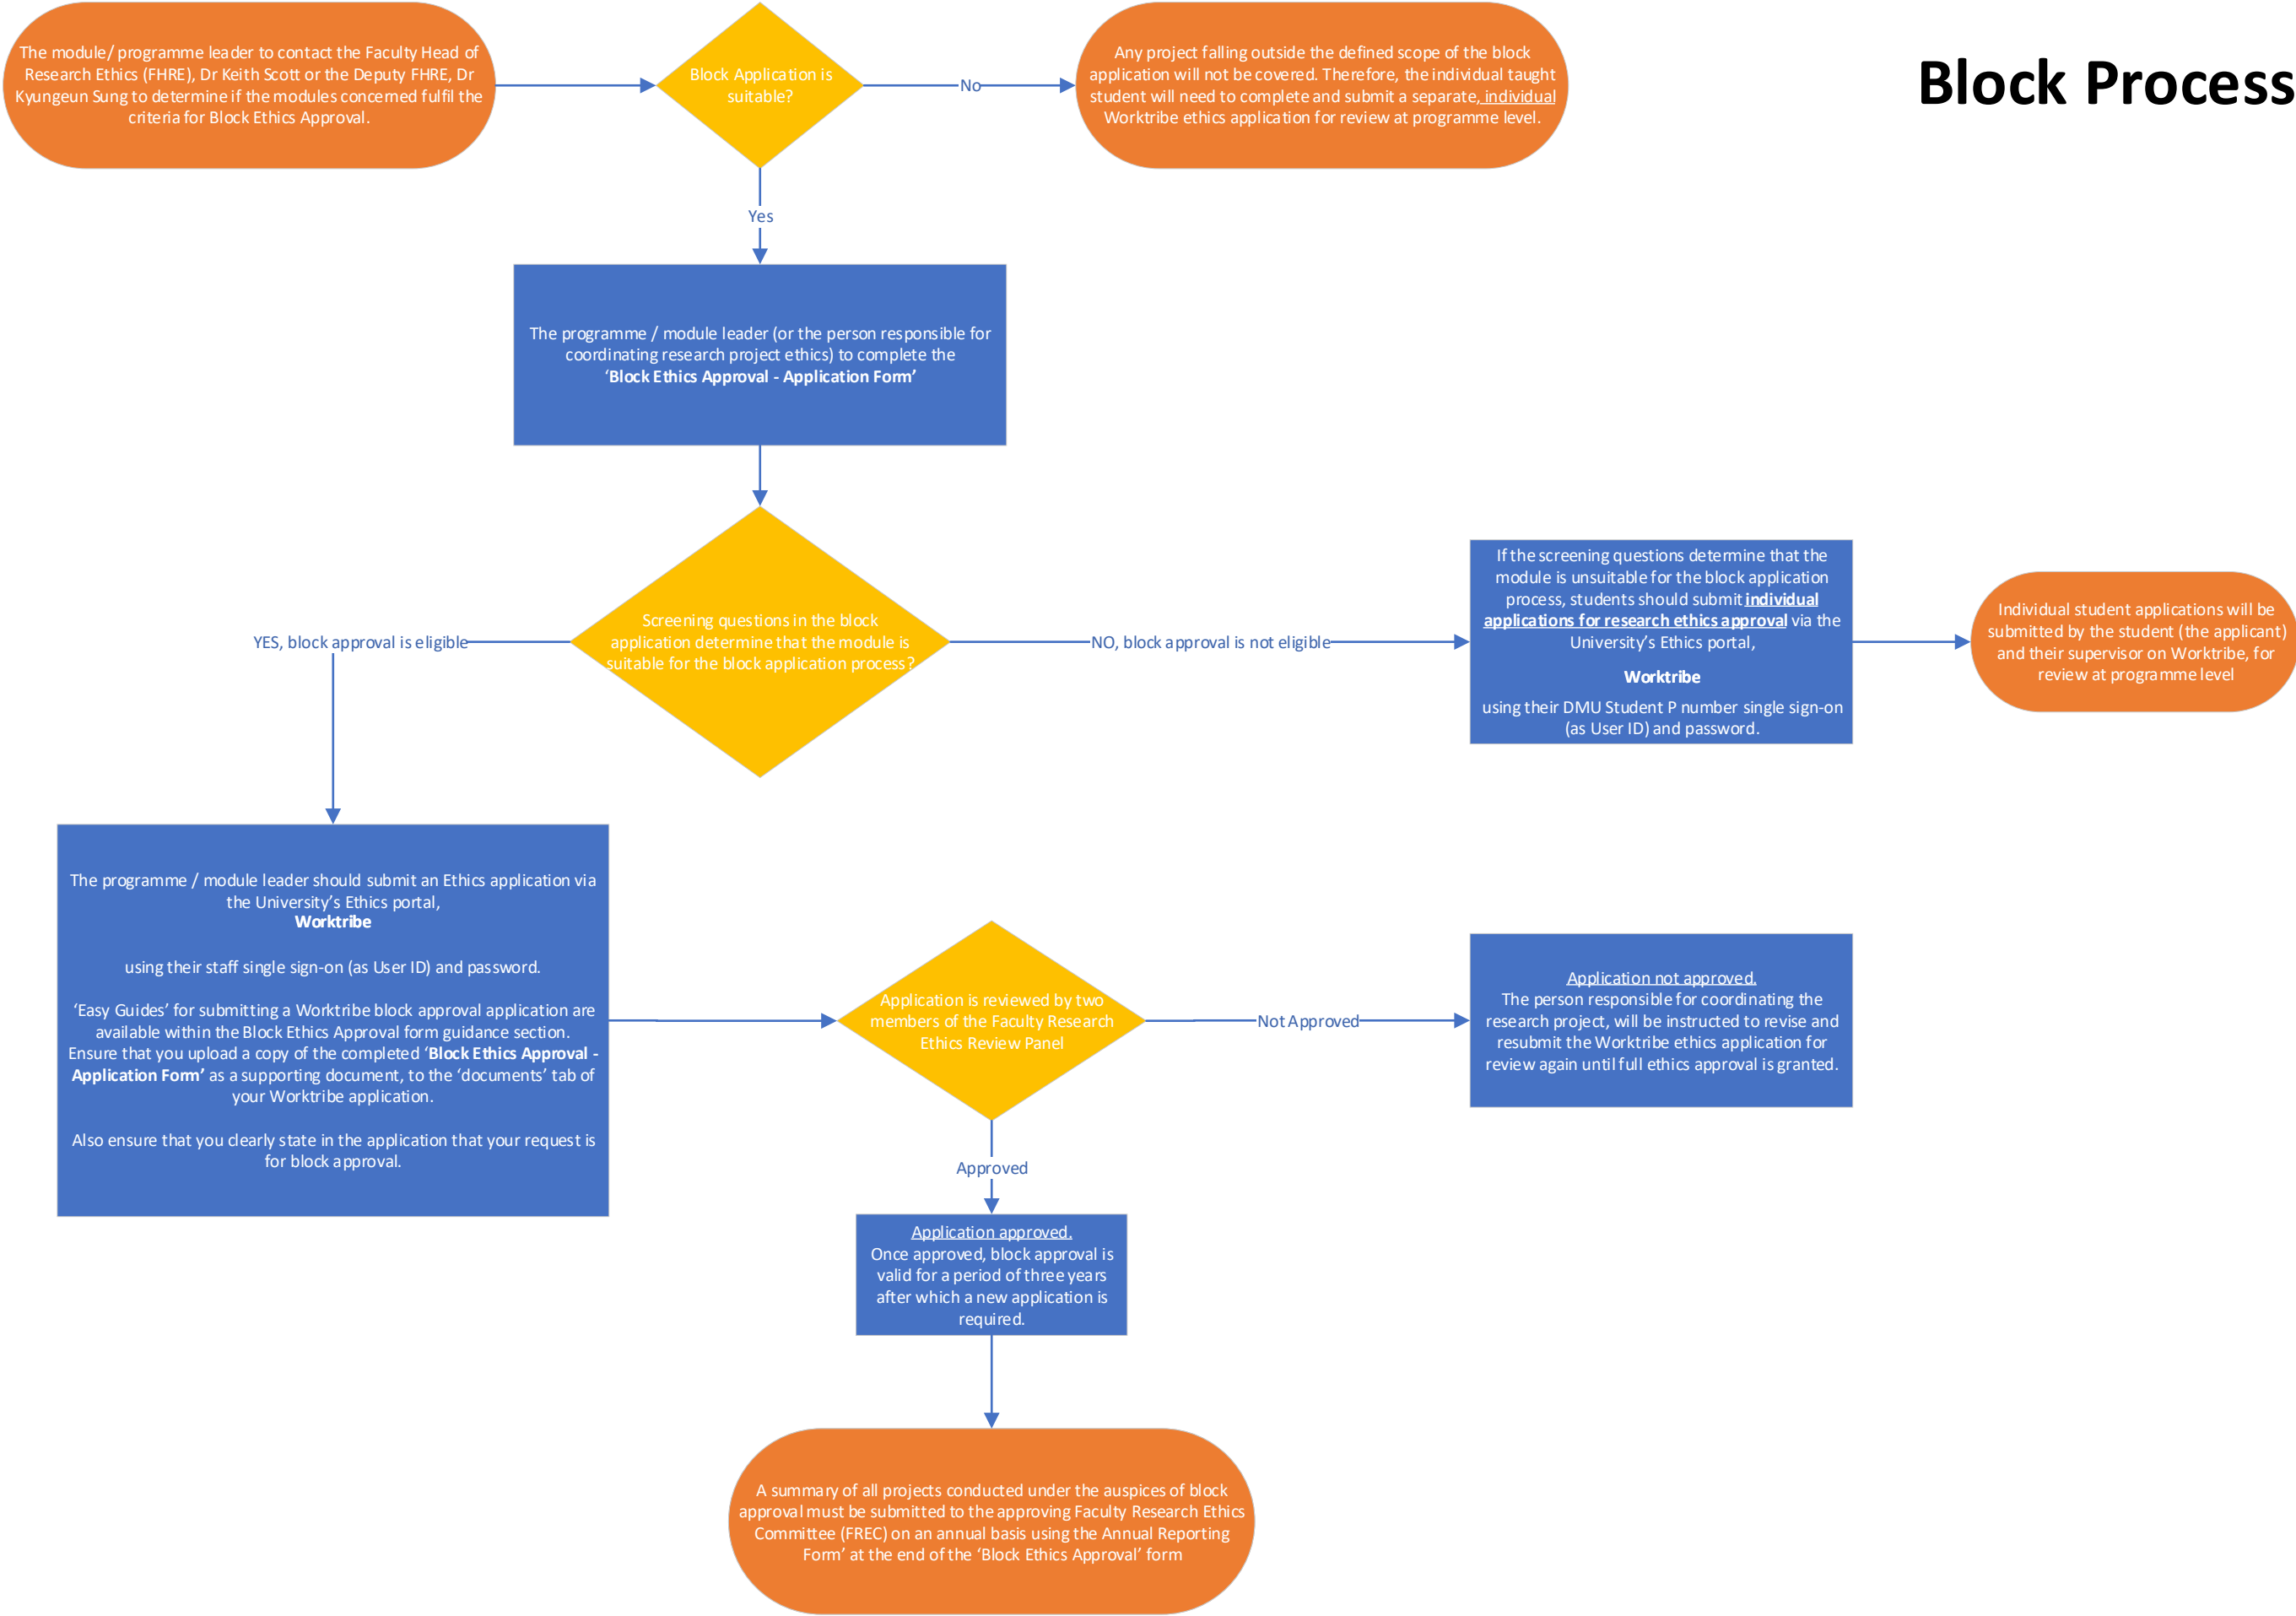 Block Process
The module/ programme leader to contact the Faculty Head of
Research Ethics (FHRE), Dr Keith Scott or the Deputy FHRE, Dr
Kyungeun Sung to determine if the modules concerned fulfil the
criteria for Block Ethics Approval.
Block Application is
suitable?
No
Any project falling outside the defined scope of the block
application will not be covered. Therefore, the individual taught
student will need to complete and submit a separate, individual
Worktribe ethics application for review at programme level.
Yes
The programme / module leader (or the person responsible for
coordinating research project ethics) to complete the
‘Block Ethics Approval - Application Form’
Screening questions in the block
application determine that the module is
suitable for the block application process?
YES, block approval is eligible
NO, block approval is not eligible
If the screening questions determine that the
module is unsuitable for the block application
process, students should submit individual
applications for research ethics approval via the
University’s Ethics portal,
Worktribe
using their DMU Student P number single sign-on
(as User ID) and password.
Individual student applications will be
submitted by the student (the applicant)
and their supervisor on Worktribe, for
review at programme level
The programme / module leader should submit an Ethics application via
the University’s Ethics portal,
Worktribe
using their staff single sign-on (as User ID) and password.
‘Easy Guides’ for submitting a Worktribe block approval application are
available within the Block Ethics Approval form guidance section.
Ensure that you upload a copy of the completed ‘Block Ethics Approval -
Application Form’ as a supporting document, to the ‘documents’ tab of
your Worktribe application.
Also ensure that you clearly state in the application that your request is
for block approval.
Application is reviewed by two
members of the Faculty Research
Ethics Review Panel
Not Approved
Application not approved.
The person responsible for coordinating the
research project, will be instructed to revise and
resubmit the Worktribe ethics application for
review again until full ethics approval is granted.
Approved
Application approved.
Once approved, block approval is
valid for a period of three years
after which a new application is
required.
A summary of all projects conducted under the auspices of block
approval must be submitted to the approving Faculty Research Ethics
Committee (FREC) on an annual basis using the Annual Reporting
Form’ at the end of the ‘Block Ethics Approval’ form